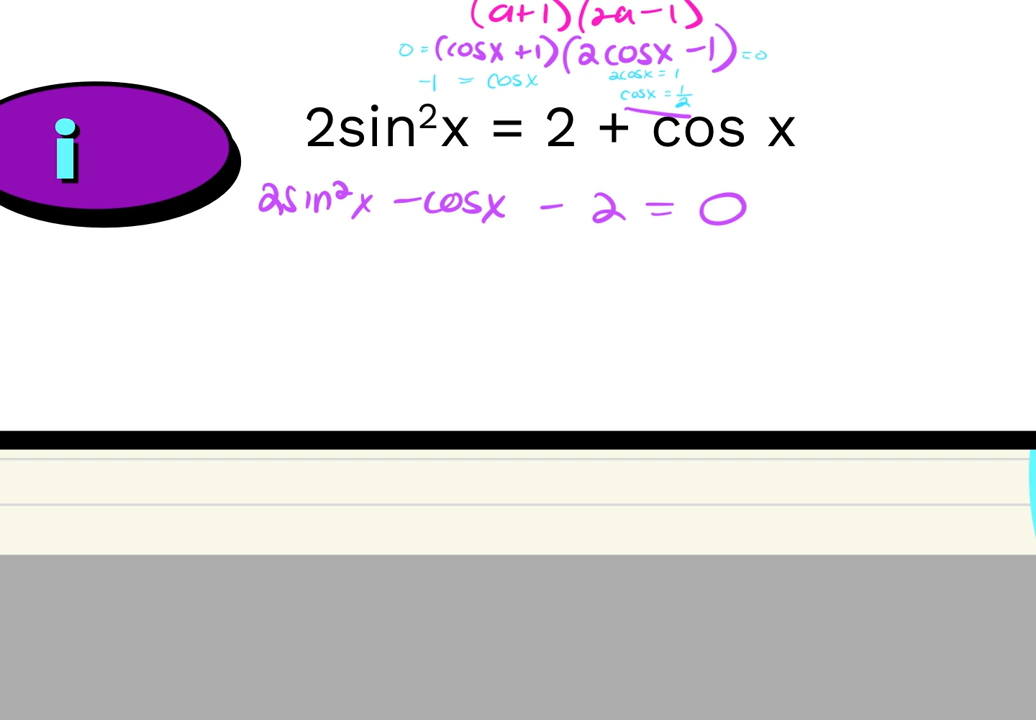 (a+1)(2a-1)
0 = (cosx +1)(2cosx -1) = 0
-1 = cosx 2cosx = 1
cosx = 1/2
i
2sin²x = 2 + cos x
2sin²x - cosx - 2 = 0